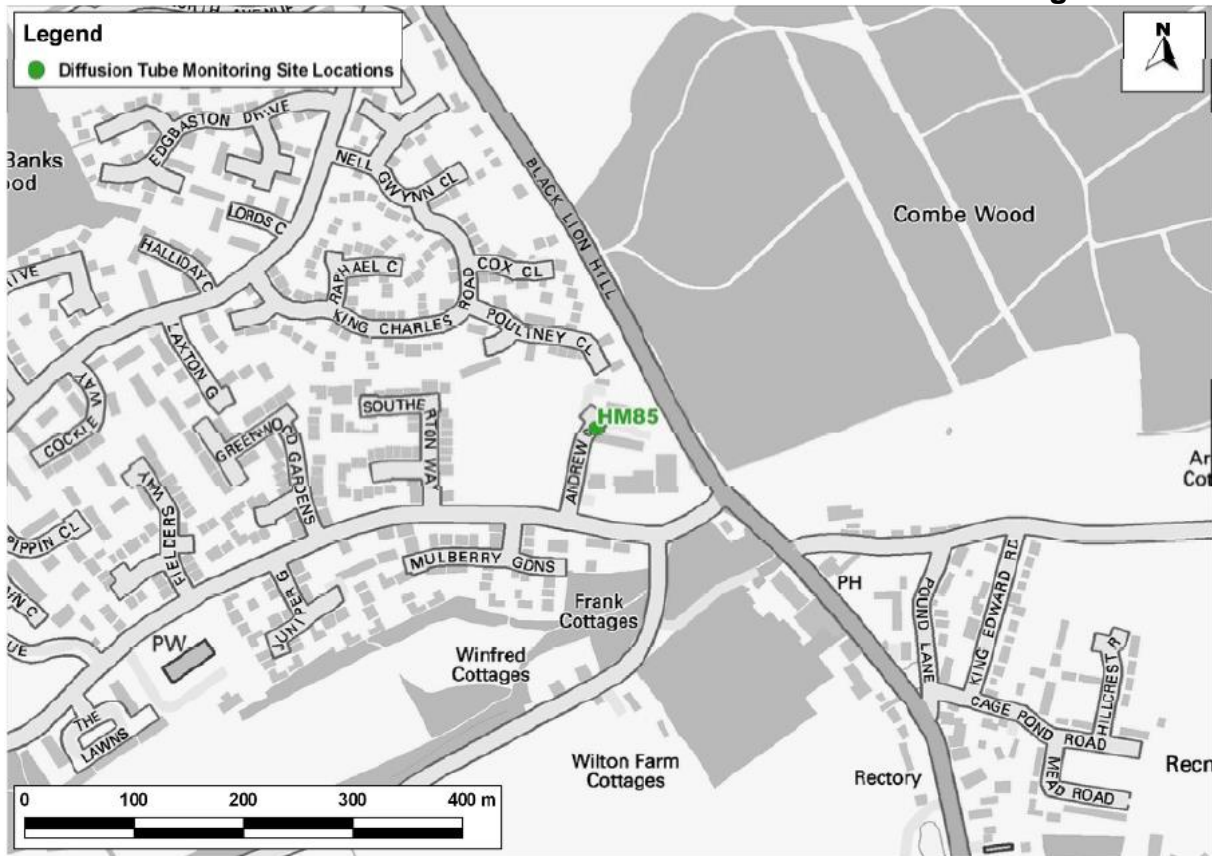 Legend
N
Diffusion Tube Monitoring Site Locations
EDGBASTON DRIVE
Banks
NELL GWYNN CL
BLACK LION HILL
LORDS C
Combe Wood
HALLIDAY C
RAPHAEL C
COX CL
KING CHARLES ROAD
POULTNEY CL
LAXTON G
COCKLE WAY
SOUTHERTON WAY
HM85
GREENWOOD GARDENS
ANDREW
FIELDERS WAY
PIPPIN CL
MULBERRY GDNS
PH
POUND LANE
KING EDWARD RD
JUNIPER G
Frank
Cottages
PW
Winfred
Cottages
HILLCREST R
CAGE POND ROAD
THE
LAWNS
Wilton Farm
Cottages
Rectory
MEAD ROAD
0 100 200 300 400 m